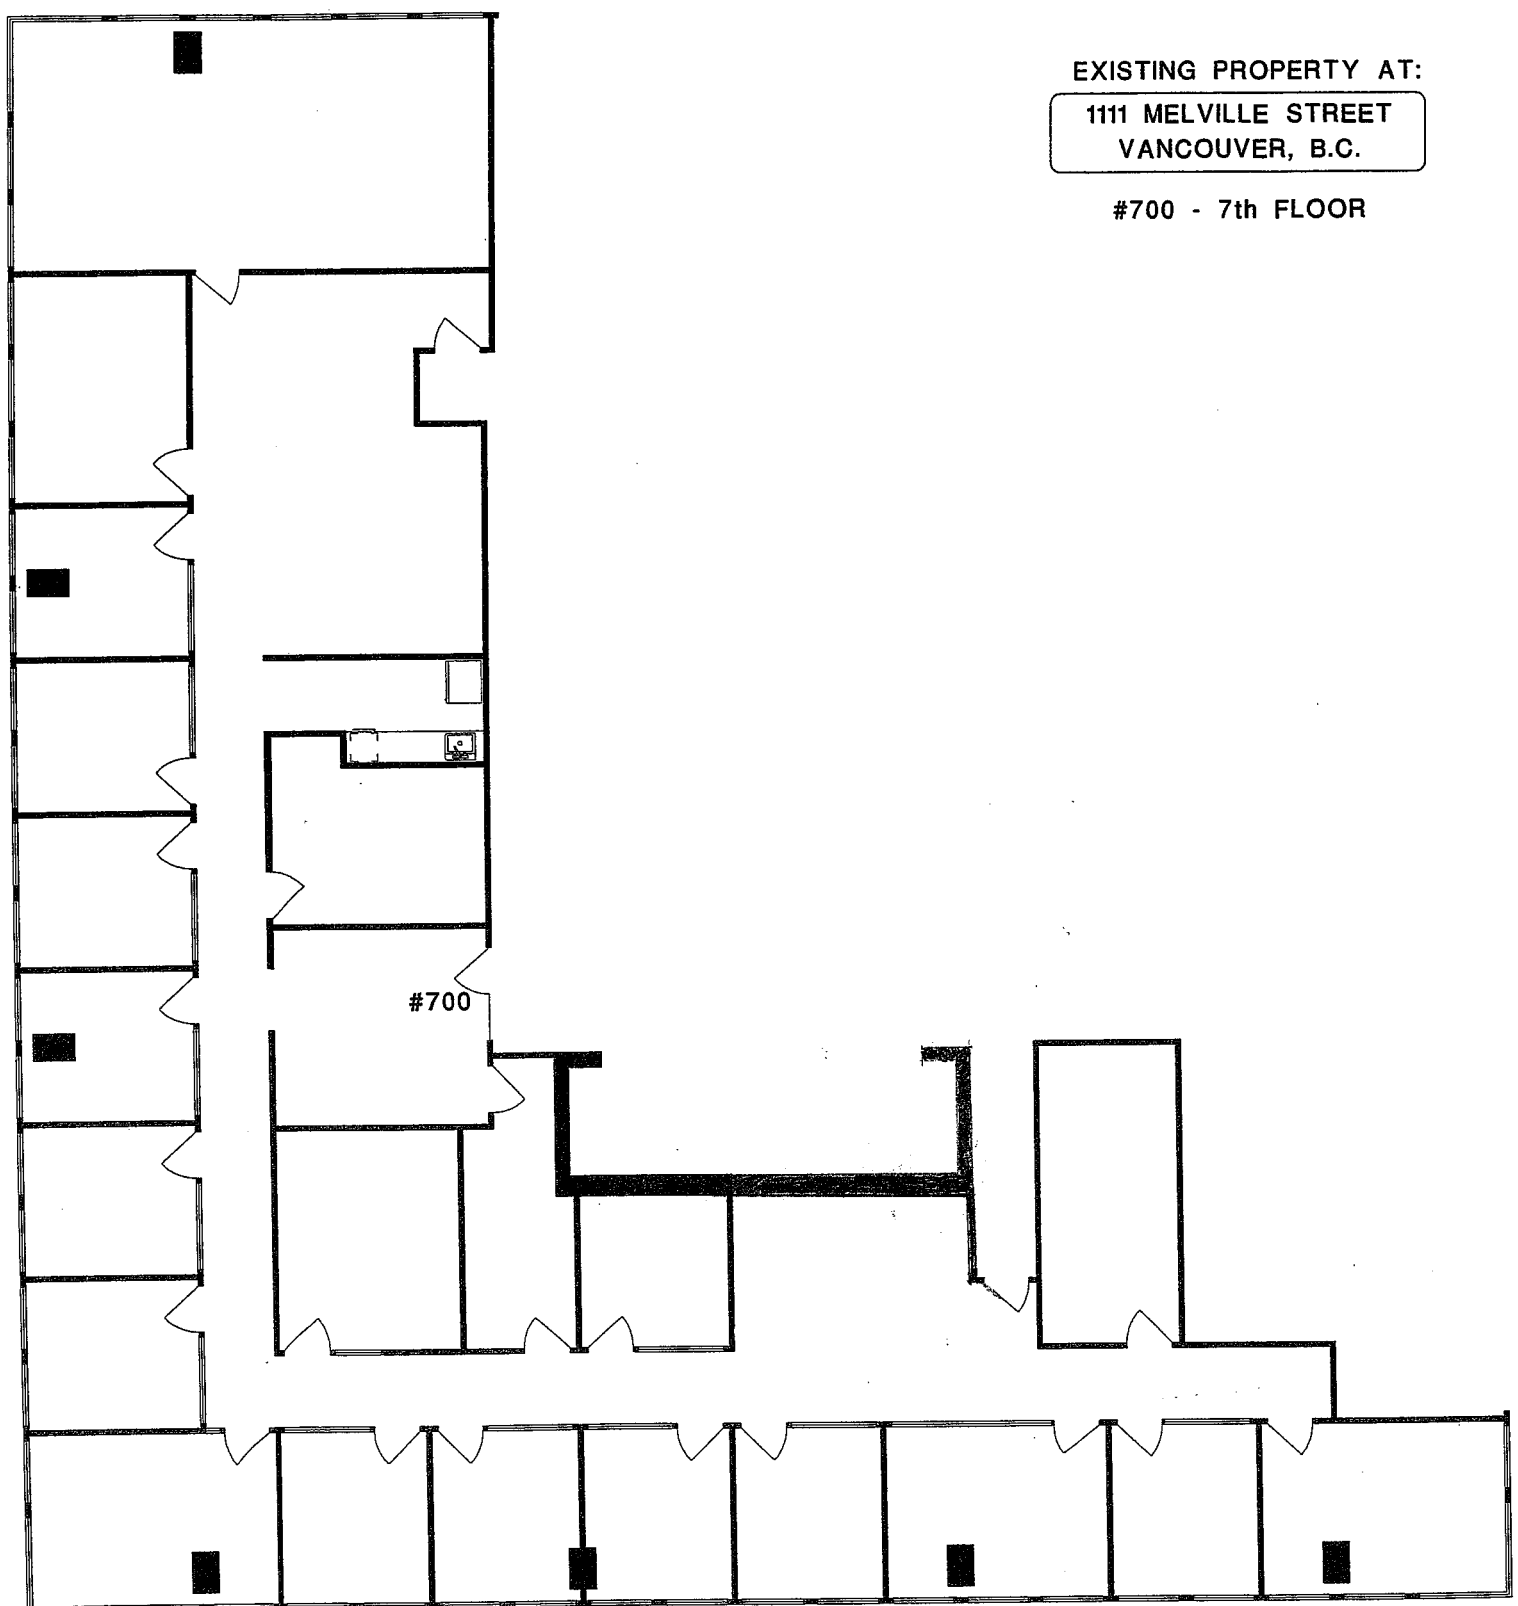 EXISTING PROPERTY AT:
1111 MELVILLE STREET
VANCOUVER, B.C.
#700 - 7th FLOOR
#700